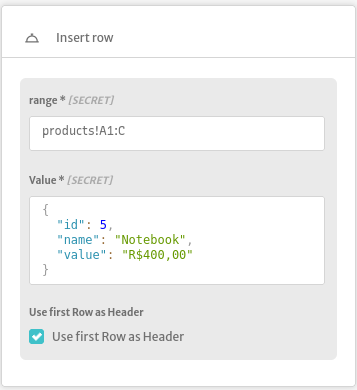 Insert row
range * [SECRET]
products!A1:C
Value * [SECRET]
{
"id": 5,
"name": "Notebook",
"value": "R$400,00"
}
Use first Row as Header
Use first Row as Header